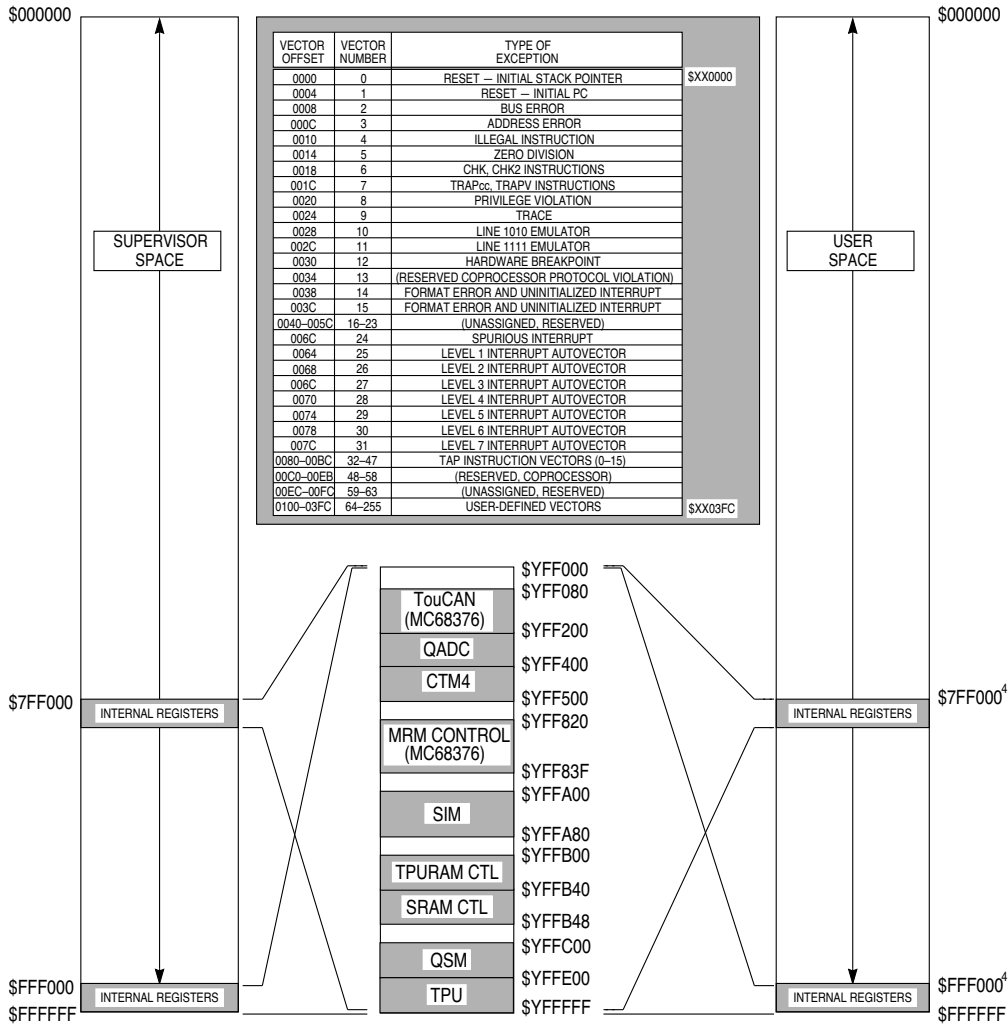 $000000
$000000
VECTOR OFFSET VECTOR NUMBER TYPE OF EXCEPTION
0000 0 RESET — INITIAL STACK POINTER $XX0000
0004 1 RESET — INITIAL PC
0008 2 BUS ERROR
000C 3 ADDRESS ERROR
0010 4 ILLEGAL INSTRUCTION
0014 5 ZERO DIVISION
0018 6 CHK, CHK2 INSTRUCTIONS
001C 7 TRAPcc, TRAPV INSTRUCTIONS
0020 8 PRIVILEGE VIOLATION
0024 9 TRACE
0028 10 LINE 1010 EMULATOR
002C 11 LINE 1111 EMULATOR
0030 12 HARDWARE BREAKPOINT
0034 13 (RESERVED COPROCESSOR PROTOCOL VIOLATION)
0038 14 FORMAT ERROR AND UNINITIALIZED INTERRUPT
003C 15 FORMAT ERROR AND UNINITIALIZED INTERRUPT
0040–005C 16–23 (UNASSIGNED, RESERVED)
006C 24 SPURIOUS INTERRUPT
0064 25 LEVEL 1 INTERRUPT AUTOVECTOR
0068 26 LEVEL 2 INTERRUPT AUTOVECTOR
006C 27 LEVEL 3 INTERRUPT AUTOVECTOR
0070 28 LEVEL 4 INTERRUPT AUTOVECTOR
0074 29 LEVEL 5 INTERRUPT AUTOVECTOR
0078 30 LEVEL 6 INTERRUPT AUTOVECTOR
007C 31 LEVEL 7 INTERRUPT AUTOVECTOR
0080–00BC 32–47 TAP INSTRUCTION VECTORS (0–15)
00C0–00EB 48–58 (RESERVED, COPROCESSOR)
00EC–00FC 59–63 (UNASSIGNED, RESERVED)
0100–03FC 64–255 USER-DEFINED VECTORS $XX03FC
SUPERVISOR
SPACE
USER
SPACE
$YFF000
$YFF080
TouCAN
(MC68376)
$YFF200
QADC
$YFF400
CTM4
$YFF500
$YFF820
MRM CONTROL
(MC68376)
$YFF83F
$YFFA00
SIM
$YFFA80
$YFFB00
TPURAM CTL
$YFFB40
SRAM CTL
$YFFB48
$YFFC00
QSM
$YFFE00
TPU
$YFFFFF
$7FF000
INTERNAL REGISTERS
INTERNAL REGISTERS
$7FF000⁴
$FFF000
INTERNAL REGISTERS
$FFFFFF
INTERNAL REGISTERS
$FFF000⁴
$FFFFFF